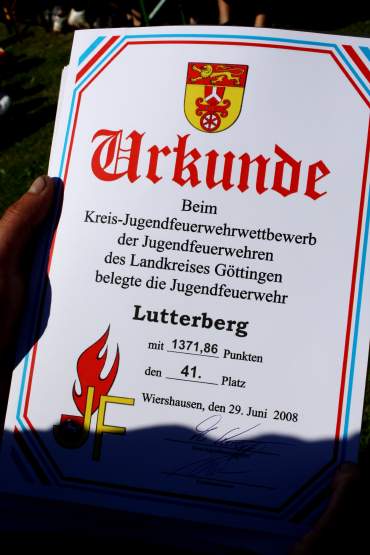 Urkunde
Beim
Kreis-Jugendfeuerwehrwettbewerb
der Jugendfeuerwehren
des Landkreises Göttingen
belegte die Jugendfeuerwehr
Lutterberg
mit 1371,86 Punkten
den 41. Platz
JF
Wiershausen, den 29. Juni 2008